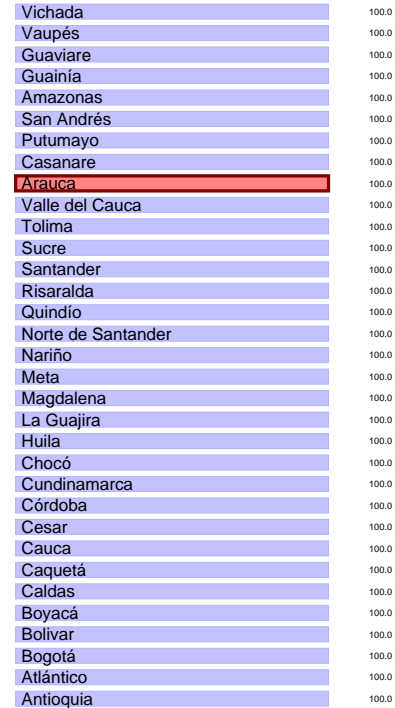 Vichada 100.0
Vaupés 100.0
Guaviare 100.0
Guainía 100.0
Amazonas 100.0
San Andrés 100.0
Putumayo 100.0
Casanare 100.0
Arauca 100.0
Valle del Cauca 100.0
Tolima 100.0
Sucre 100.0
Santander 100.0
Risaralda 100.0
Quindío 100.0
Norte de Santander 100.0
Nariño 100.0
Meta 100.0
Magdalena 100.0
La Guajira 100.0
Huila 100.0
Chocó 100.0
Cundinamarca 100.0
Córdoba 100.0
Cesar 100.0
Cauca 100.0
Caquetá 100.0
Caldas 100.0
Boyacá 100.0
Bolivar 100.0
Bogotá 100.0
Atlántico 100.0
Antioquia 100.0